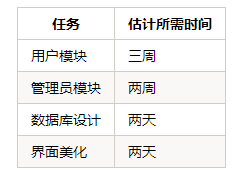 任务 估计所需时间
用户模块 三周
管理员模块 两周
数据库设计 两天
界面美化 两天